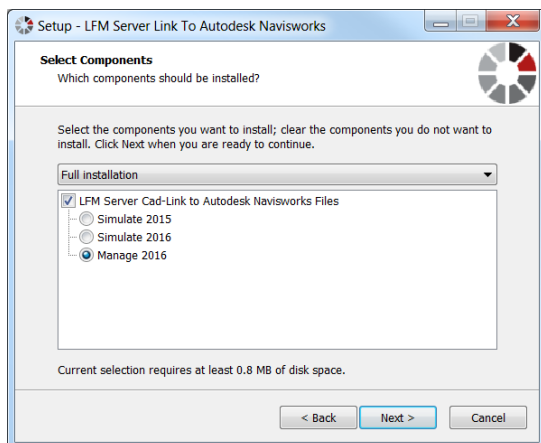 Setup - LFM Server Link To Autodesk Navisworks
Select Components
Which components should be installed?
Select the components you want to install; clear the components you do not want to
install. Click Next when you are ready to continue.
Full installation
LFM Server Cad-Link to Autodesk Navisworks Files
Simulate 2015
Simulate 2016
Manage 2016
Current selection requires at least 0.8 MB of disk space.
< Back Next > Cancel